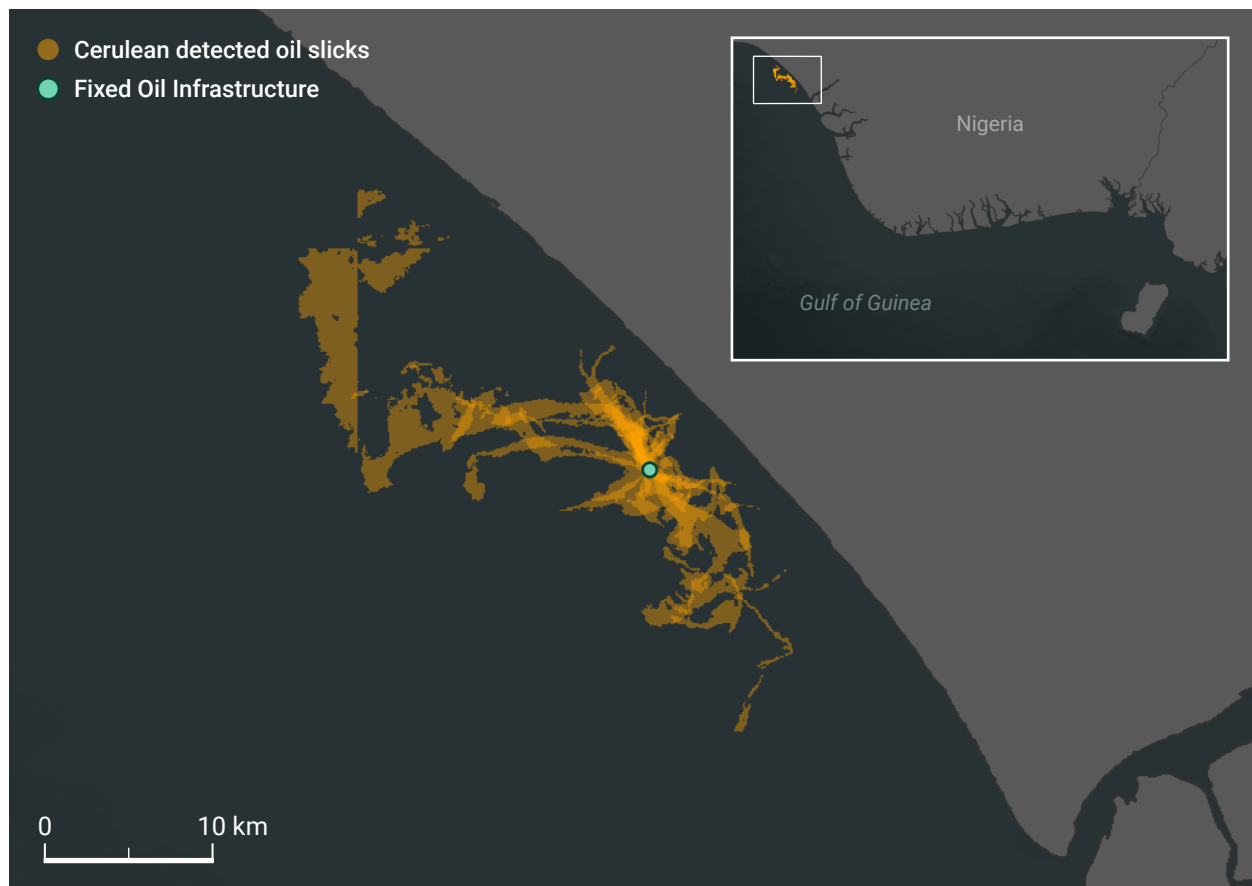 Cerulean detected oil slicks
Fixed Oil Infrastructure
Nigeria
Gulf of Guinea
0 10 km